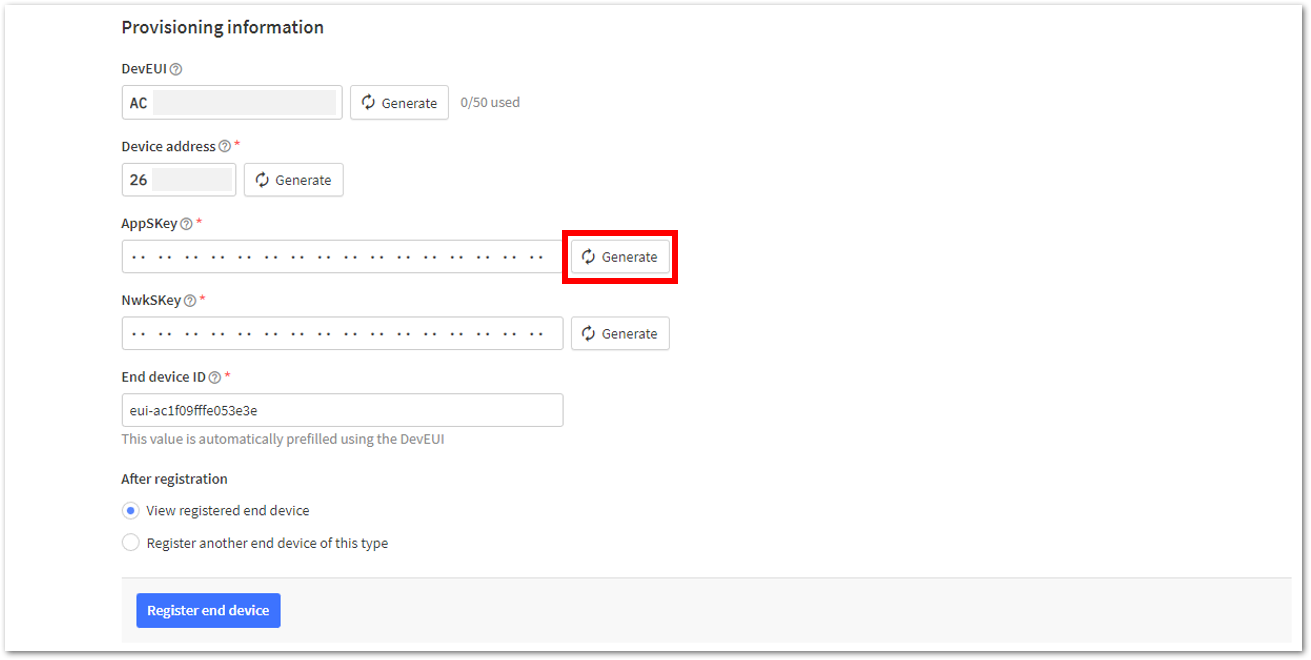 Provisioning information
DevEUI
AC Generate 0/50 used
Device address *
26 Generate
AppSKey *
·· ·· ·· ·· ·· ·· ·· ·· ·· ·· ·· ·· ·· ·· ·· ·· Generate
NwkSKey *
·· ·· ·· ·· ·· ·· ·· ·· ·· ·· ·· ·· ·· ·· ·· ·· Generate
End device ID *
eui-ac1f09fffe053e3e
This value is automatically prefilled using the DevEUI
After registration
View registered end device
Register another end device of this type
Register end device